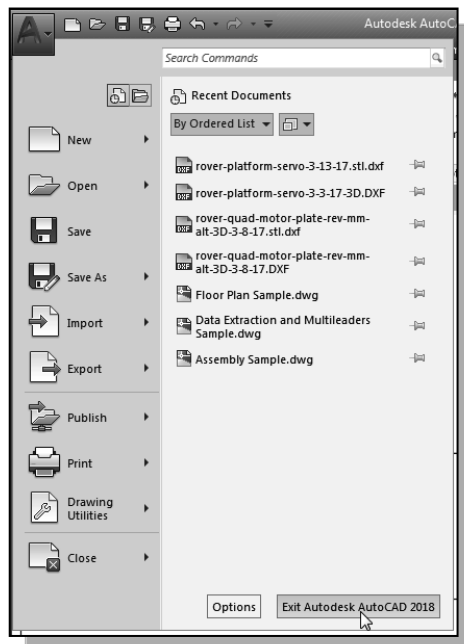 A
Autodesk AutoC
Search Commands
Recent Documents
By Ordered List
New
Open
Save
Save As
Import
Export
Publish
Print
Drawing
Utilities
Close
DXF rover-platform-servo-3-13-17.stl.dxf
DXF rover-platform-servo-3-3-17-3D.DXF
rover-quad-motor-plate-rev-mm-
DXF alt-3D-3-8-17.stl.dxf
rover-quad-motor-plate-rev-mm-
DXF alt-3D-3-8-17.DXF
Floor Plan Sample.dwg
Data Extraction and Multileaders
Sample.dwg
Assembly Sample.dwg
Options
Exit Autodesk AutoCAD 2018